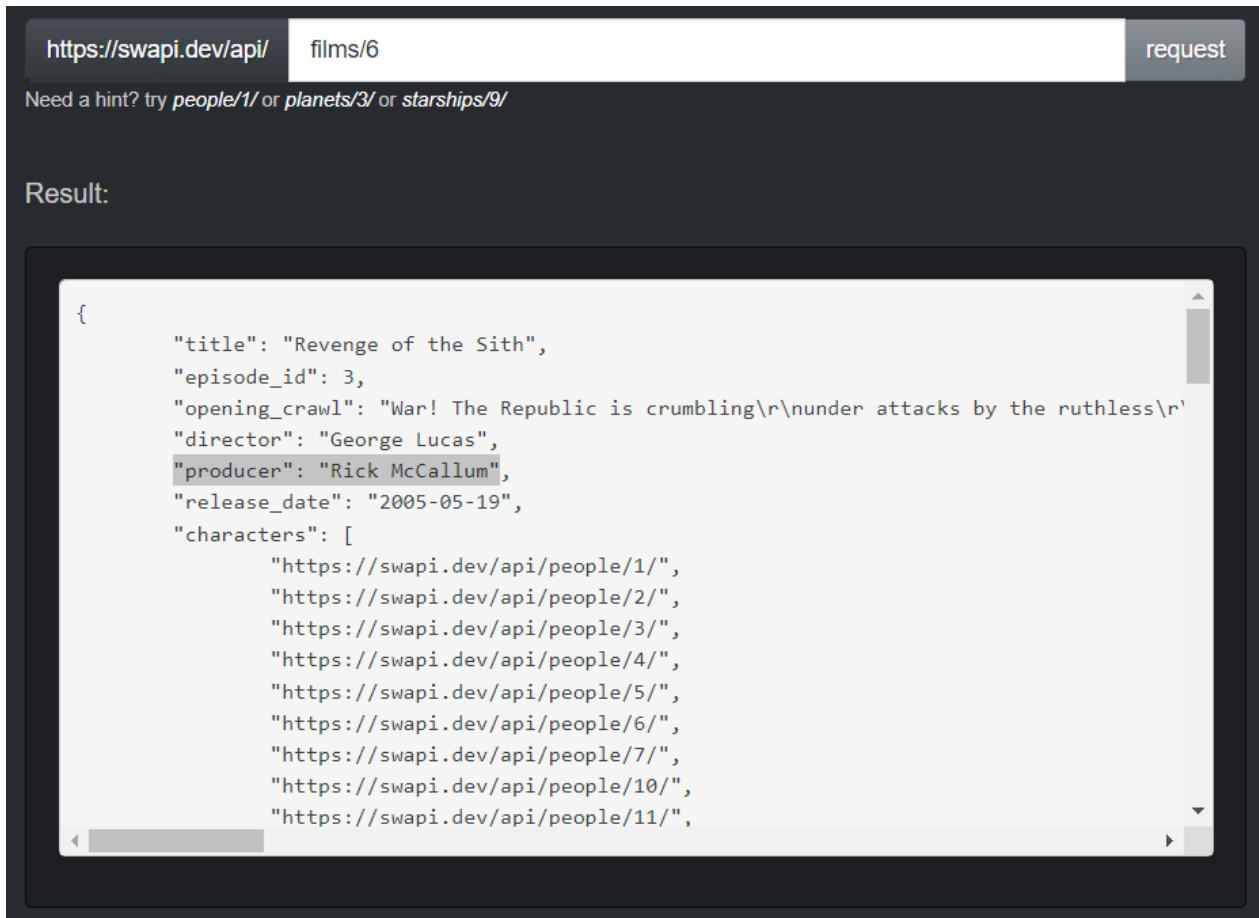 https://swapi.dev/api/ films/6 request
Need a hint? try people/1/ or planets/3/ or starships/9/
Result:
{
"title": "Revenge of the Sith",
"episode_id": 3,
"opening_crawl": "War! The Republic is crumbling\r\nunder attacks by the ruthless\r\
"director": "George Lucas",
"producer": "Rick McCallum",
"release_date": "2005-05-19",
"characters": [
"https://swapi.dev/api/people/1/",
"https://swapi.dev/api/people/2/",
"https://swapi.dev/api/people/3/",
"https://swapi.dev/api/people/4/",
"https://swapi.dev/api/people/5/",
"https://swapi.dev/api/people/6/",
"https://swapi.dev/api/people/7/",
"https://swapi.dev/api/people/10/",
"https://swapi.dev/api/people/11/",